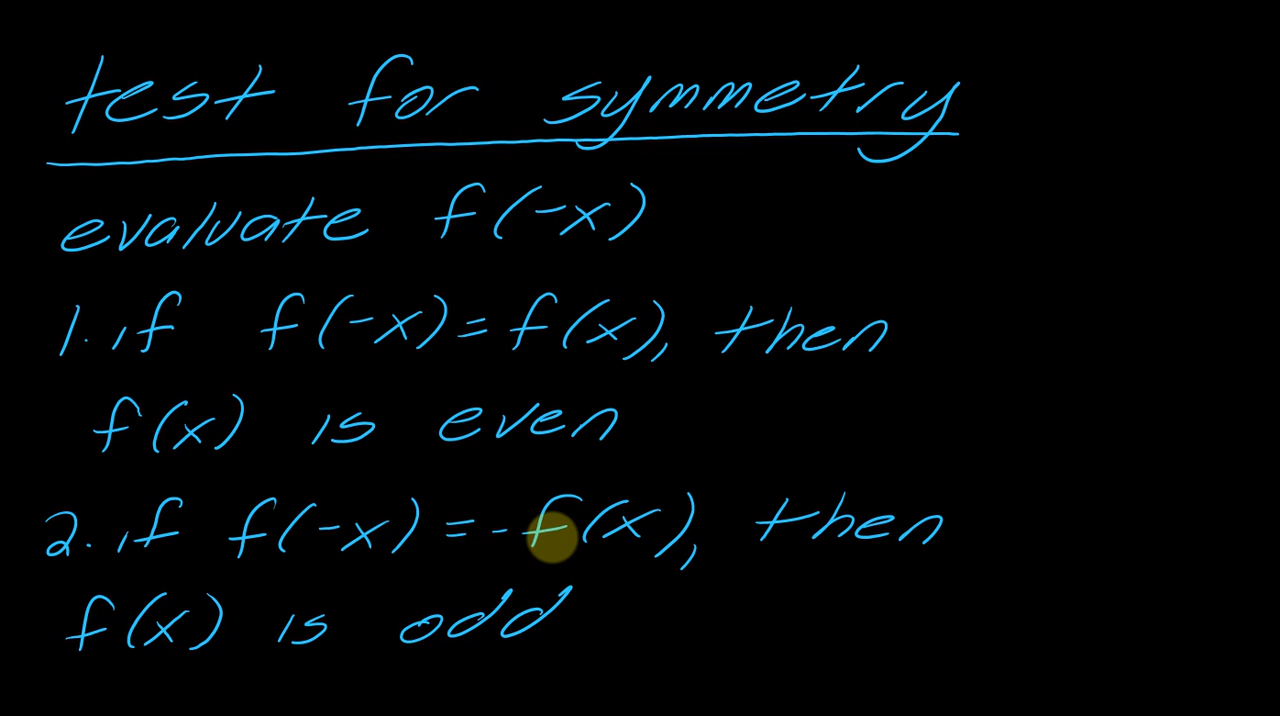 test for symmetry
evaluate f(-x)
1. if f(-x)=f(x), then
f(x) is even
2. if f(-x)=-f(x), then
f(x) is odd